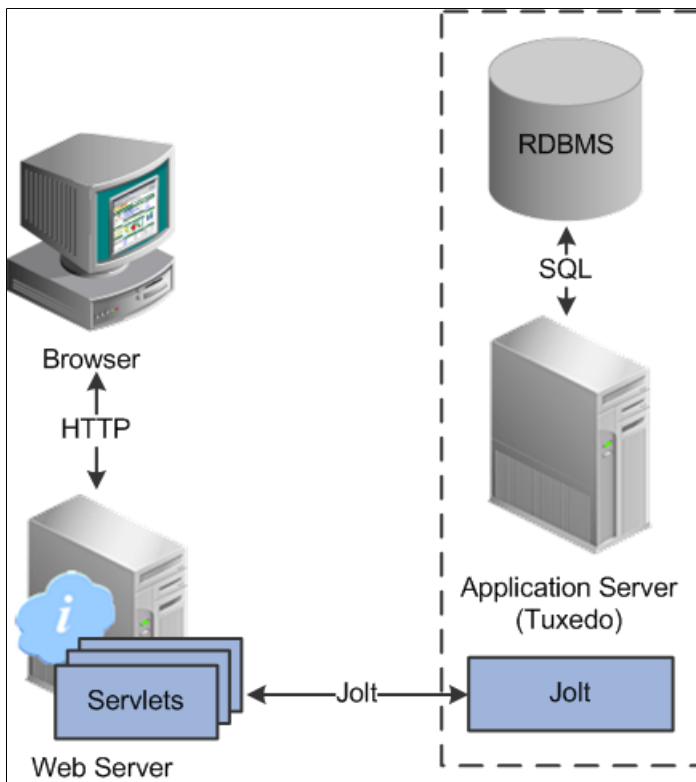 RDBMS
SQL
Browser
HTTP
i
Application Server
(Tuxedo)
Servlets
Jolt
Jolt
Web Server